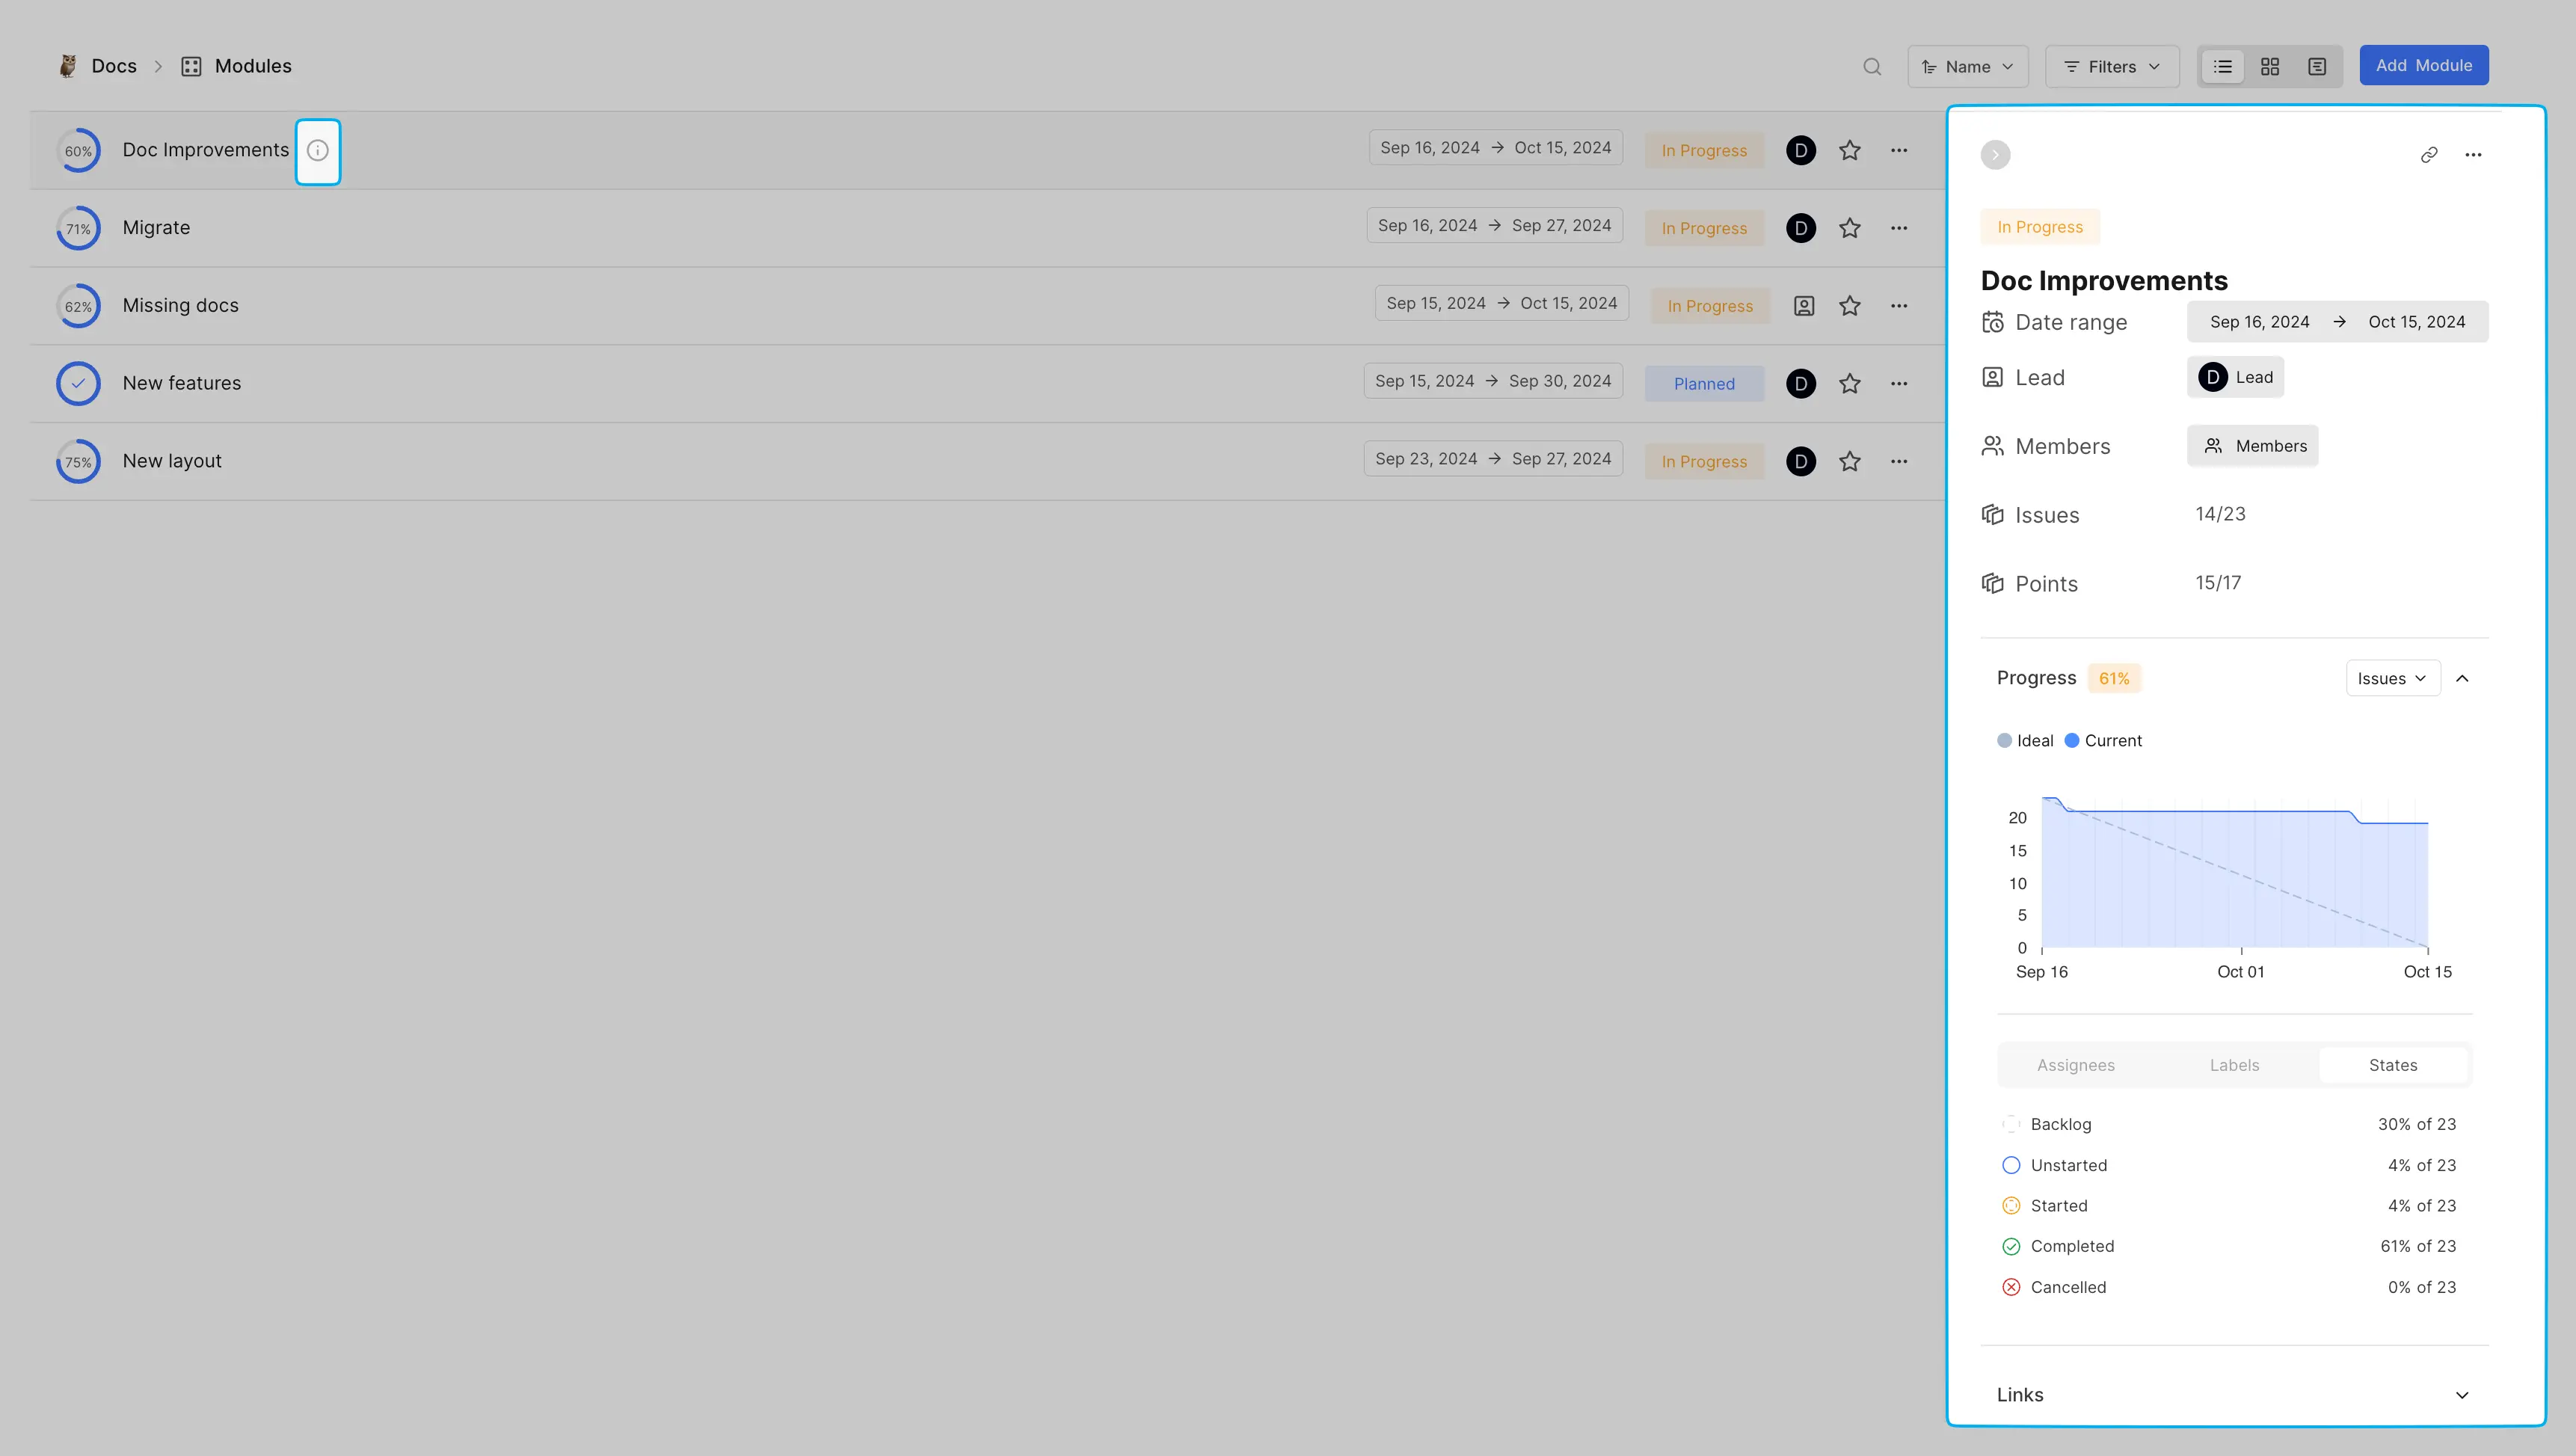 Docs > Modules Name Filters Add Module
60% Doc Improvements Sep 16, 2024 → Oct 15, 2024 In Progress D
71% Migrate Sep 16, 2024 → Sep 27, 2024 In Progress D
62% Missing docs Sep 15, 2024 → Oct 15, 2024 In Progress
New features Sep 15, 2024 → Sep 30, 2024 Planned D
75% New layout Sep 23, 2024 → Sep 27, 2024 In Progress D
In Progress
Doc Improvements
Date range Sep 16, 2024 → Oct 15, 2024
Lead D Lead
Members Members
Issues 14/23
Points 15/17
Progress 61% Issues
Ideal Current
20
15
10
5
0
Sep 16 Oct 01 Oct 15
Assignees Labels States
Backlog 30% of 23
Unstarted 4% of 23
Started 4% of 23
Completed 61% of 23
Cancelled 0% of 23
Links